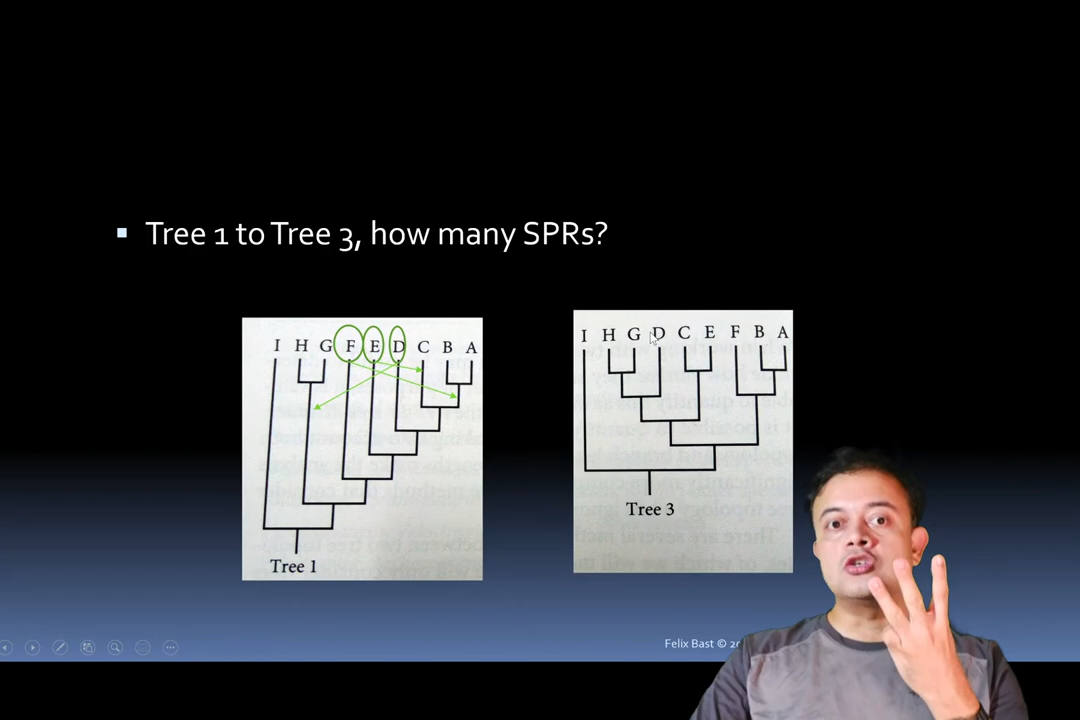 Tree 1 to Tree 3, how many SPRs?
I H G F E D C B A
Tree 1
I H G D C E F B A
Tree 3
Felix Bast ©